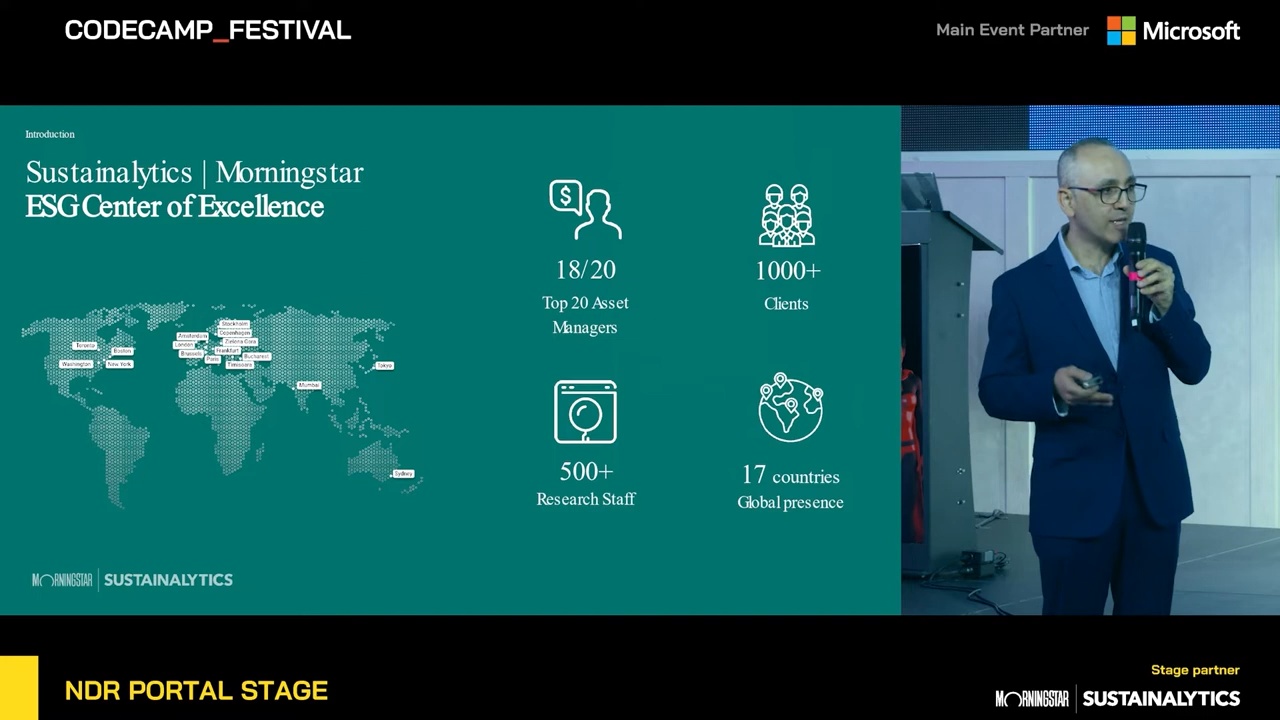 CODECAMP_FESTIVAL
Main Event Partner
Microsoft
Introduction
Sustainalytics | Morningstar
ESG Center of Excellence
$
18/20
Top 20 Asset
Managers
1000+
Clients
500+
Research Staff
17 countries
Global presence
Stockholm
Copenhagen
Amsterdam
Zielona Gora
London
Frankfurt
Brussels
Paris
Bucharest
Timisoara
Toronto
Boston
Washington
New York
Tokyo
Mumbai
Sydney
MORNINGSTAR | SUSTAINALYTICS
NDR PORTAL STAGE
Stage partner
MORNINGSTAR | SUSTAINALYTICS